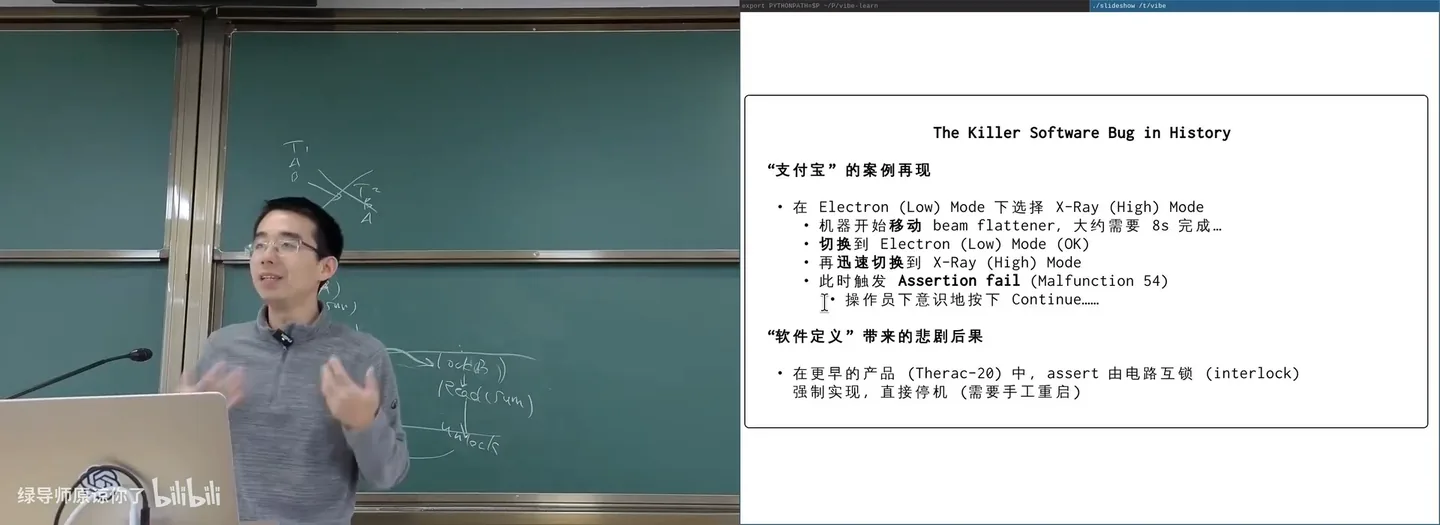 export PYTHONPATH=$P ~/P/vibe-learn
./slideshow /t/vibe
The Killer Software Bug in History
“支付宝” 的案例再现
• 在 Electron (Low) Mode 下选择 X-Ray (High) Mode
• 机器开始移动 beam flattener, 大约需要 8s 完成…
• 切换到 Electron (Low) Mode (OK)
• 再迅速切换到 X-Ray (High) Mode
• 此时触发 Assertion fail (Malfunction 54)
• 操作员下意识地按下 Continue……
“软件定义” 带来的悲剧后果
• 在更早的产品 (Therac-20) 中, assert 由电路互锁 (interlock)
强制实现, 直接停机 (需要手工重启)
T1
A
B
T2
B
A
lock(B)
Read(sum)
unlock
绿导师原谅你了 bilibili